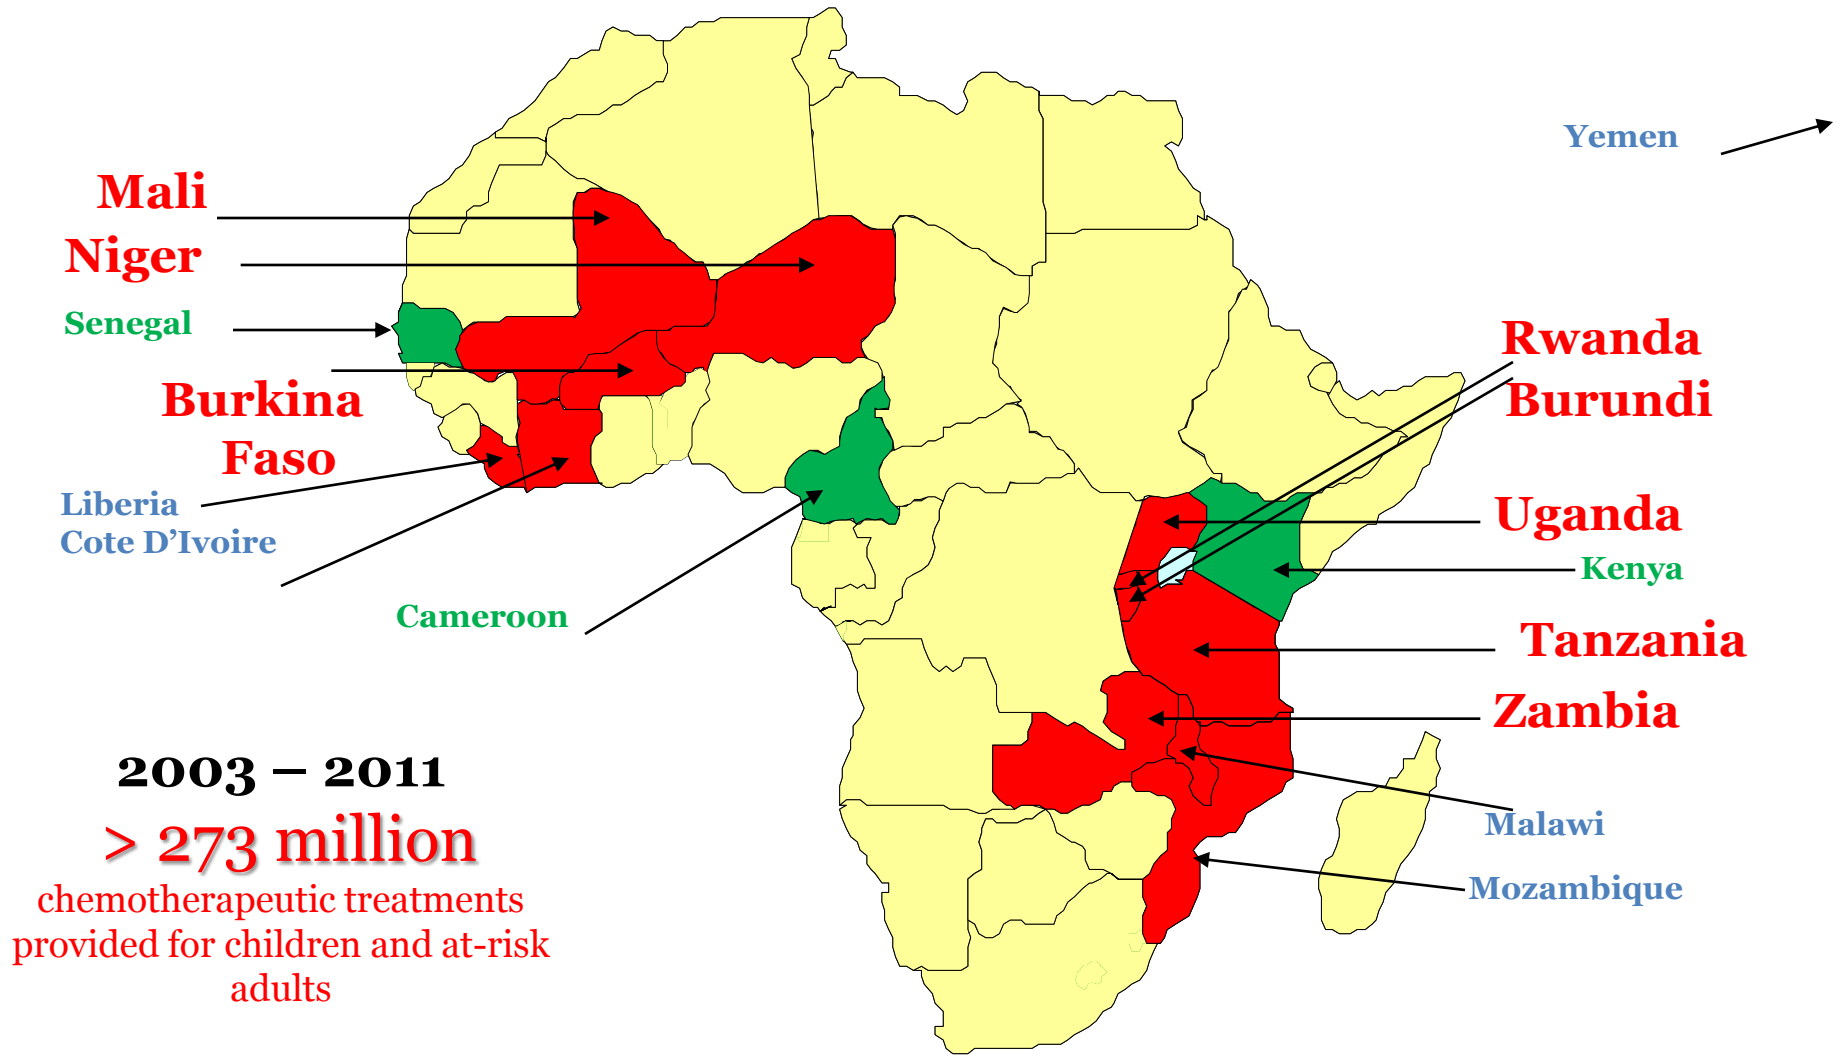 Yemen
Mali
Niger
Senegal
Burkina
Faso
Liberia
Cote D’Ivoire
Cameroon
Rwanda
Burundi
Uganda
Kenya
Tanzania
Zambia
Malawi
Mozambique
2003 – 2011
> 273 million
chemotherapeutic treatments
provided for children and at-risk
adults